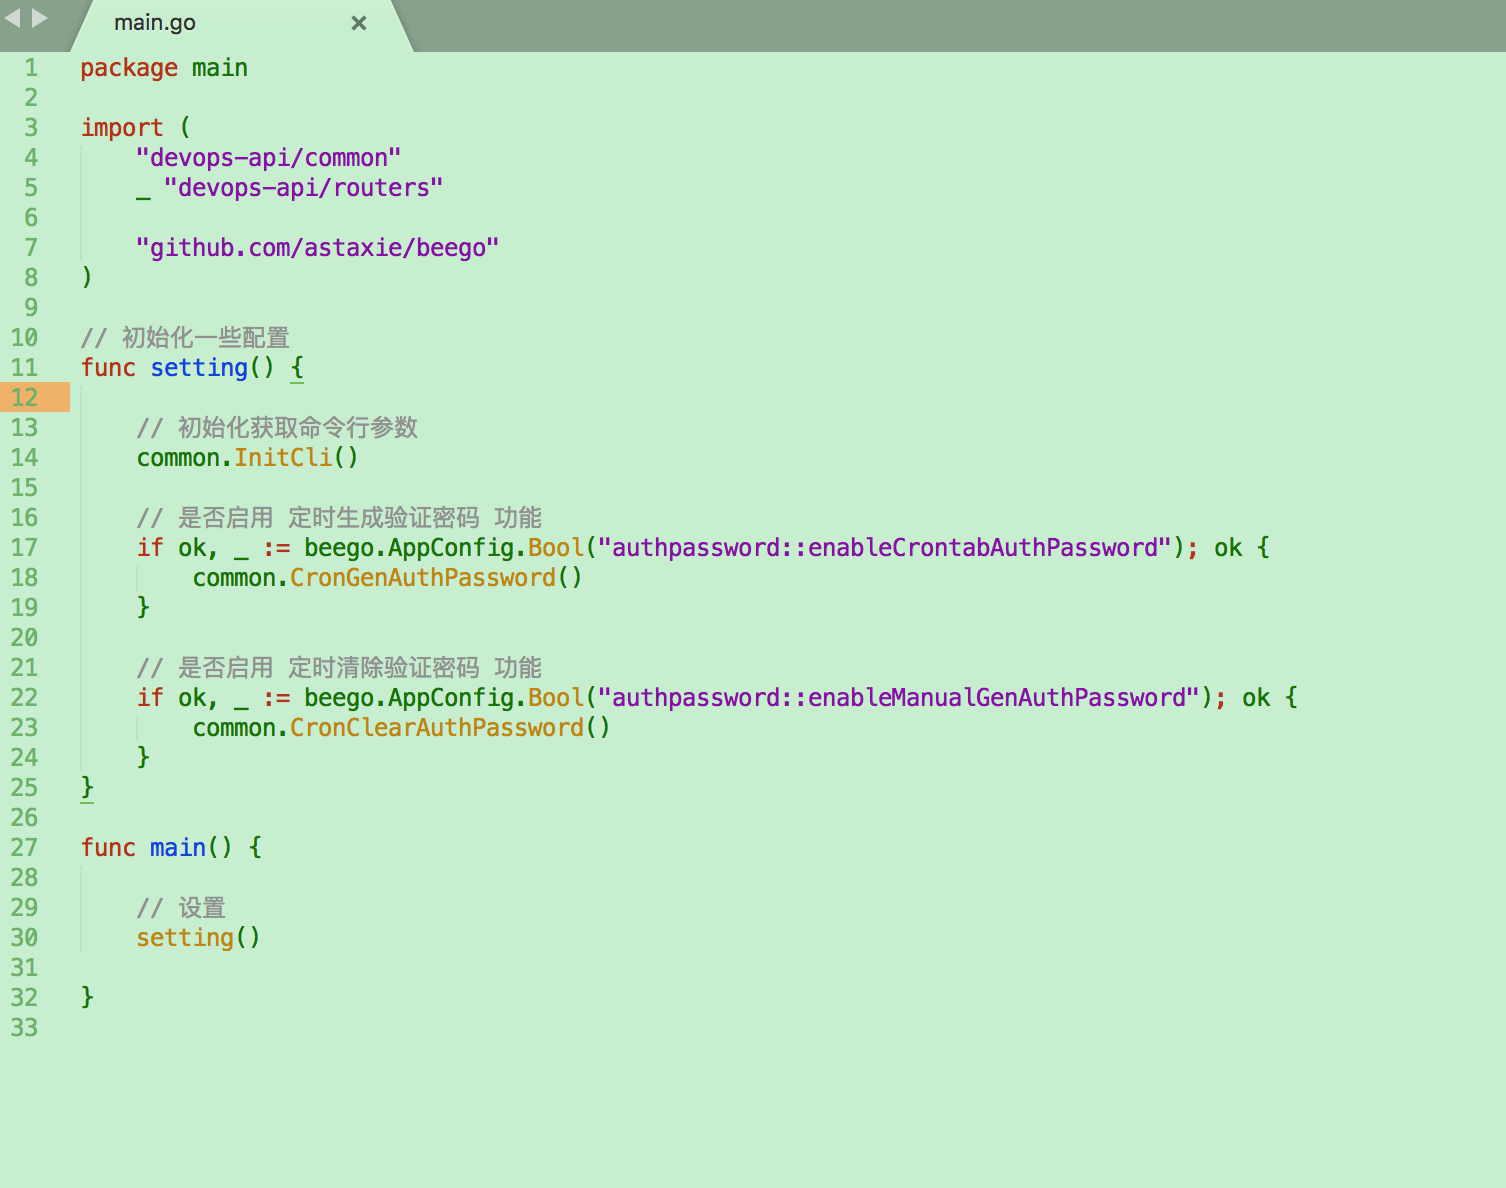 main.go ×
1 package main
2
3 import (
4     "devops-api/common"
5     _ "devops-api/routers"
6
7     "github.com/astaxie/beego"
8 )
9
10 // 初始化一些配置
11 func setting() {
12
13     // 初始化获取命令行参数
14     common.InitCli()
15
16     // 是否启用 定时生成验证密码 功能
17     if ok, _ := beego.AppConfig.Bool("authpassword::enableCrontabAuthPassword"); ok {
18         common.CronGenAuthPassword()
19     }
20
21     // 是否启用 定时清除验证密码 功能
22     if ok, _ := beego.AppConfig.Bool("authpassword::enableManualGenAuthPassword"); ok {
23         common.CronClearAuthPassword()
24     }
25 }
26
27 func main() {
28
29     // 设置
30     setting()
31
32 }
33